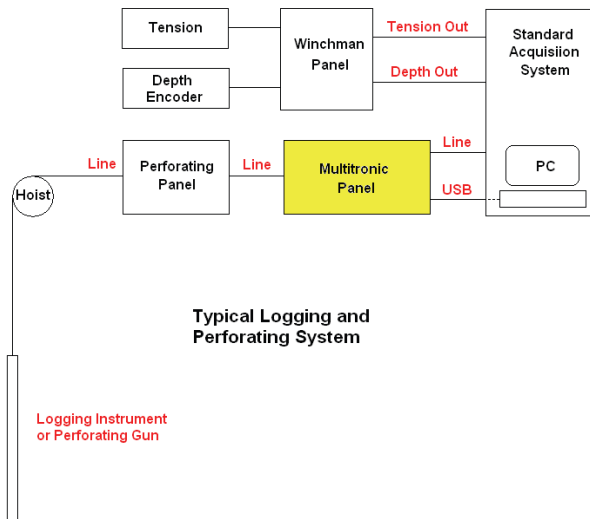 Tension
Depth
Encoder
Winchman
Panel
Tension Out
Depth Out
Standard
Acquisiion
System
Hoist
Line
Perforating
Panel
Line
Multitronic
Panel
Line
USB
PC
Typical Logging and
Perforating System
Logging Instrument
or Perforating Gun